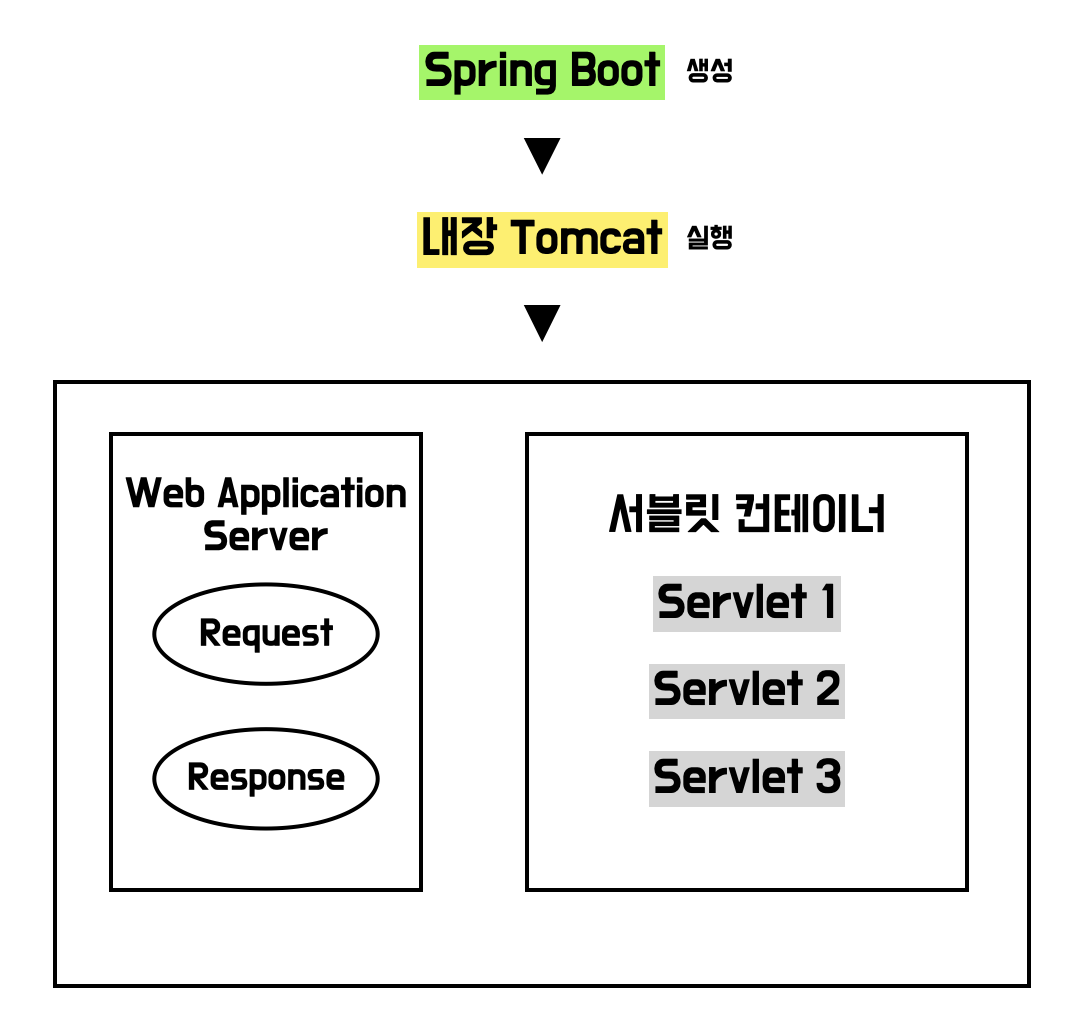 Spring Boot 생성
내장 Tomcat 실행
Web Application
Server
Request
Response
서블릿 컨테이너
Servlet 1
Servlet 2
Servlet 3